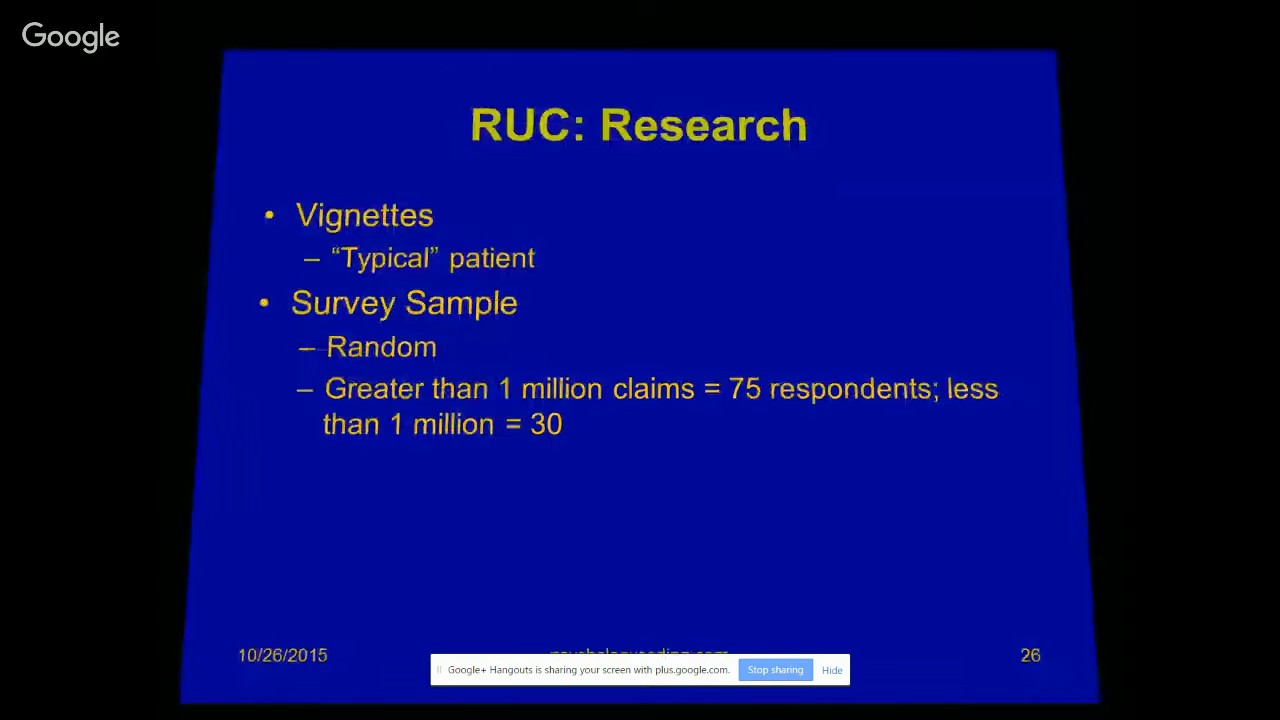 Google
RUC: Research
• Vignettes
– “Typical” patient
• Survey Sample
– Random
– Greater than 1 million claims = 75 respondents; less
than 1 million = 30
10/26/2015
26
Google+ Hangouts is sharing your screen with plus.google.com. Stop sharing Hide